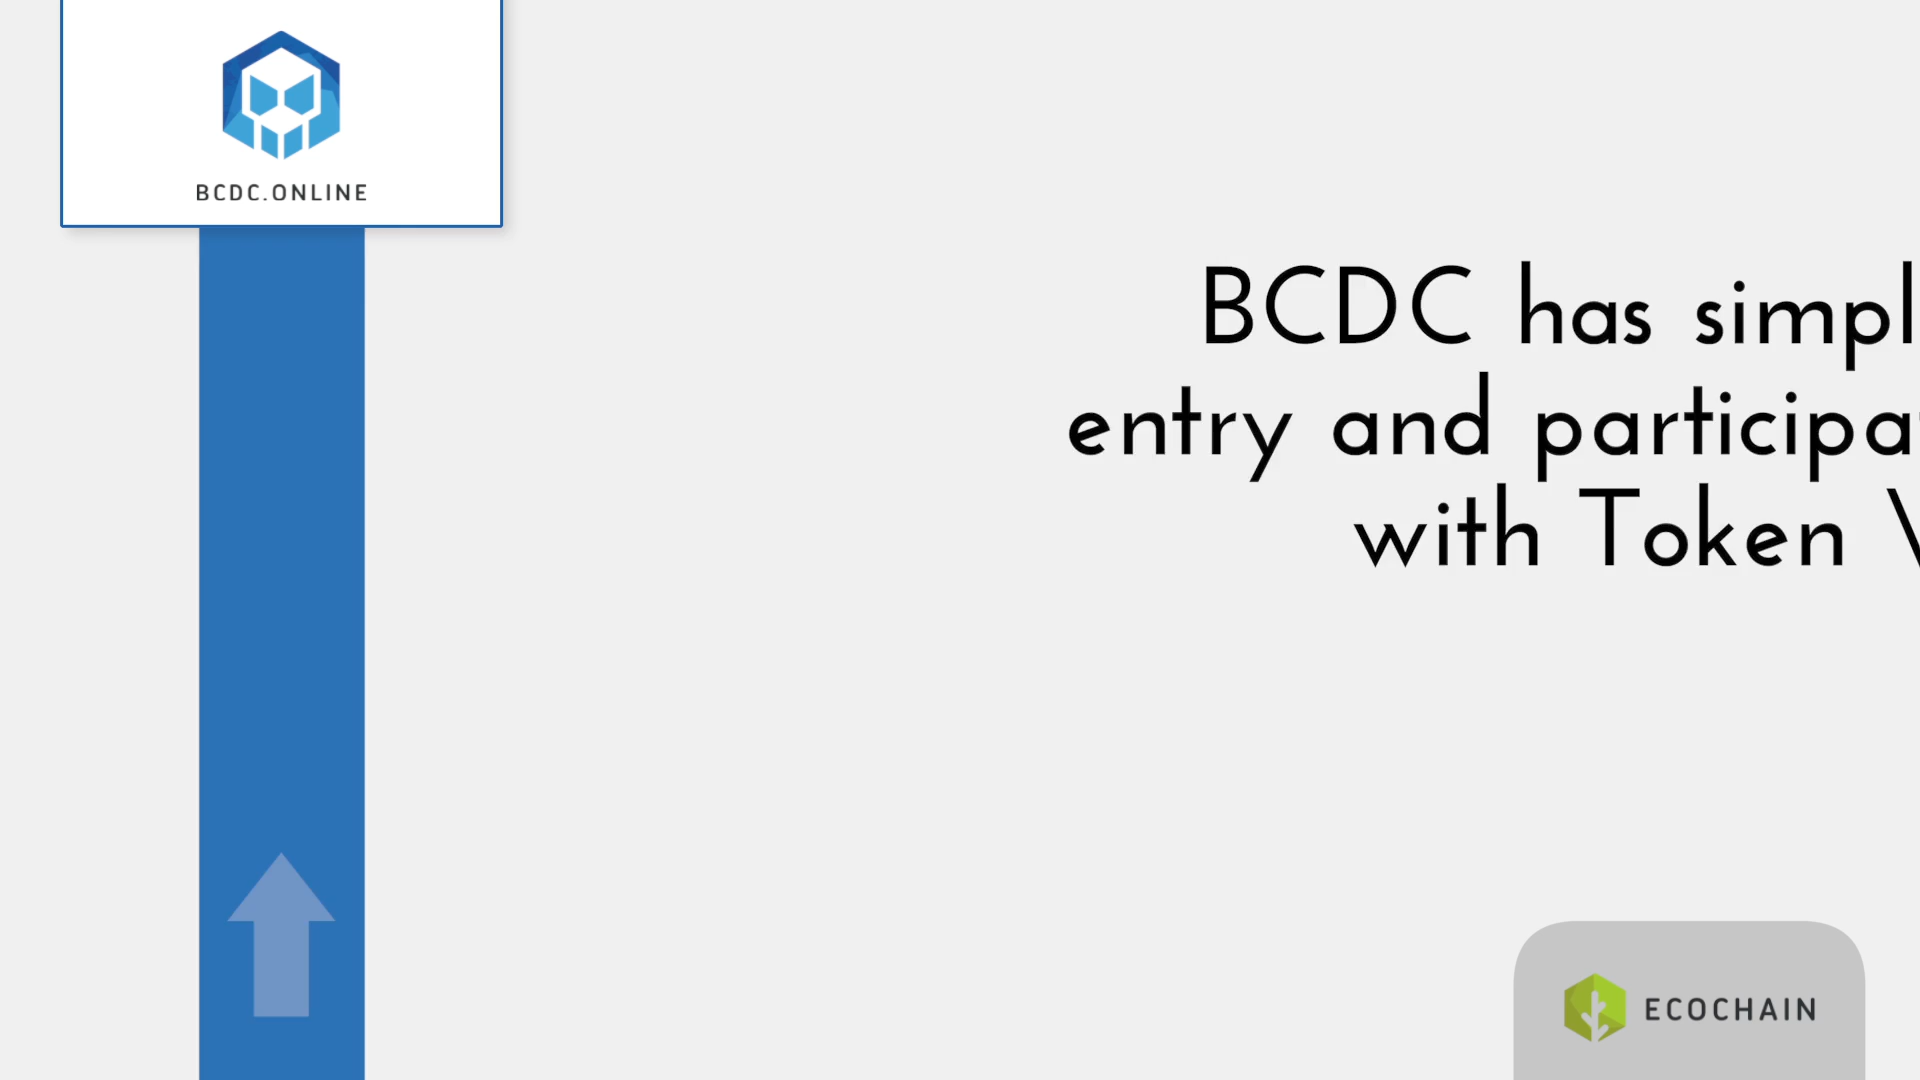 BCDC.ONLINE
BCDC has simpl
entry and participa
with Token
ECOCHAIN